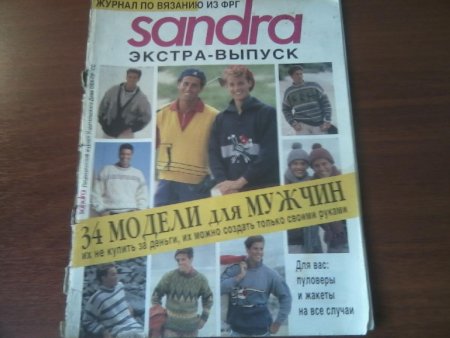 ЖУРНАЛ ПО ВЯЗАНИЮ ИЗ ФРГ
sandra
ЭКСТРА-ВЫПУСК
34 МОДЕЛИ для МУЖЧИН
их не купить за деньги, их можно создать только своими руками
Для вас:
пуловеры
и жакеты
на все случаи